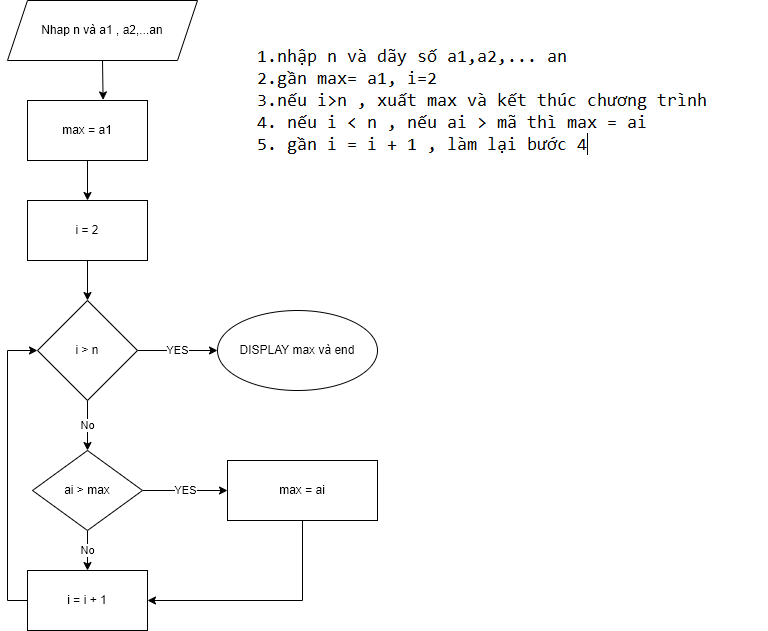 Nhap n và a1 , a2,...an
max = a1
i = 2
i > n
YES
DISPLAY max và end
No
ai > max
YES
max = ai
No
i = i + 1
1.nhập n và dãy số a1,a2,... an
2.gần max= a1, i=2
3.nếu i>n , xuất max và kết thúc chương trình
4. nếu i < n , nếu ai > mã thì max = ai
5. gần i = i + 1 , làm lại bước 4